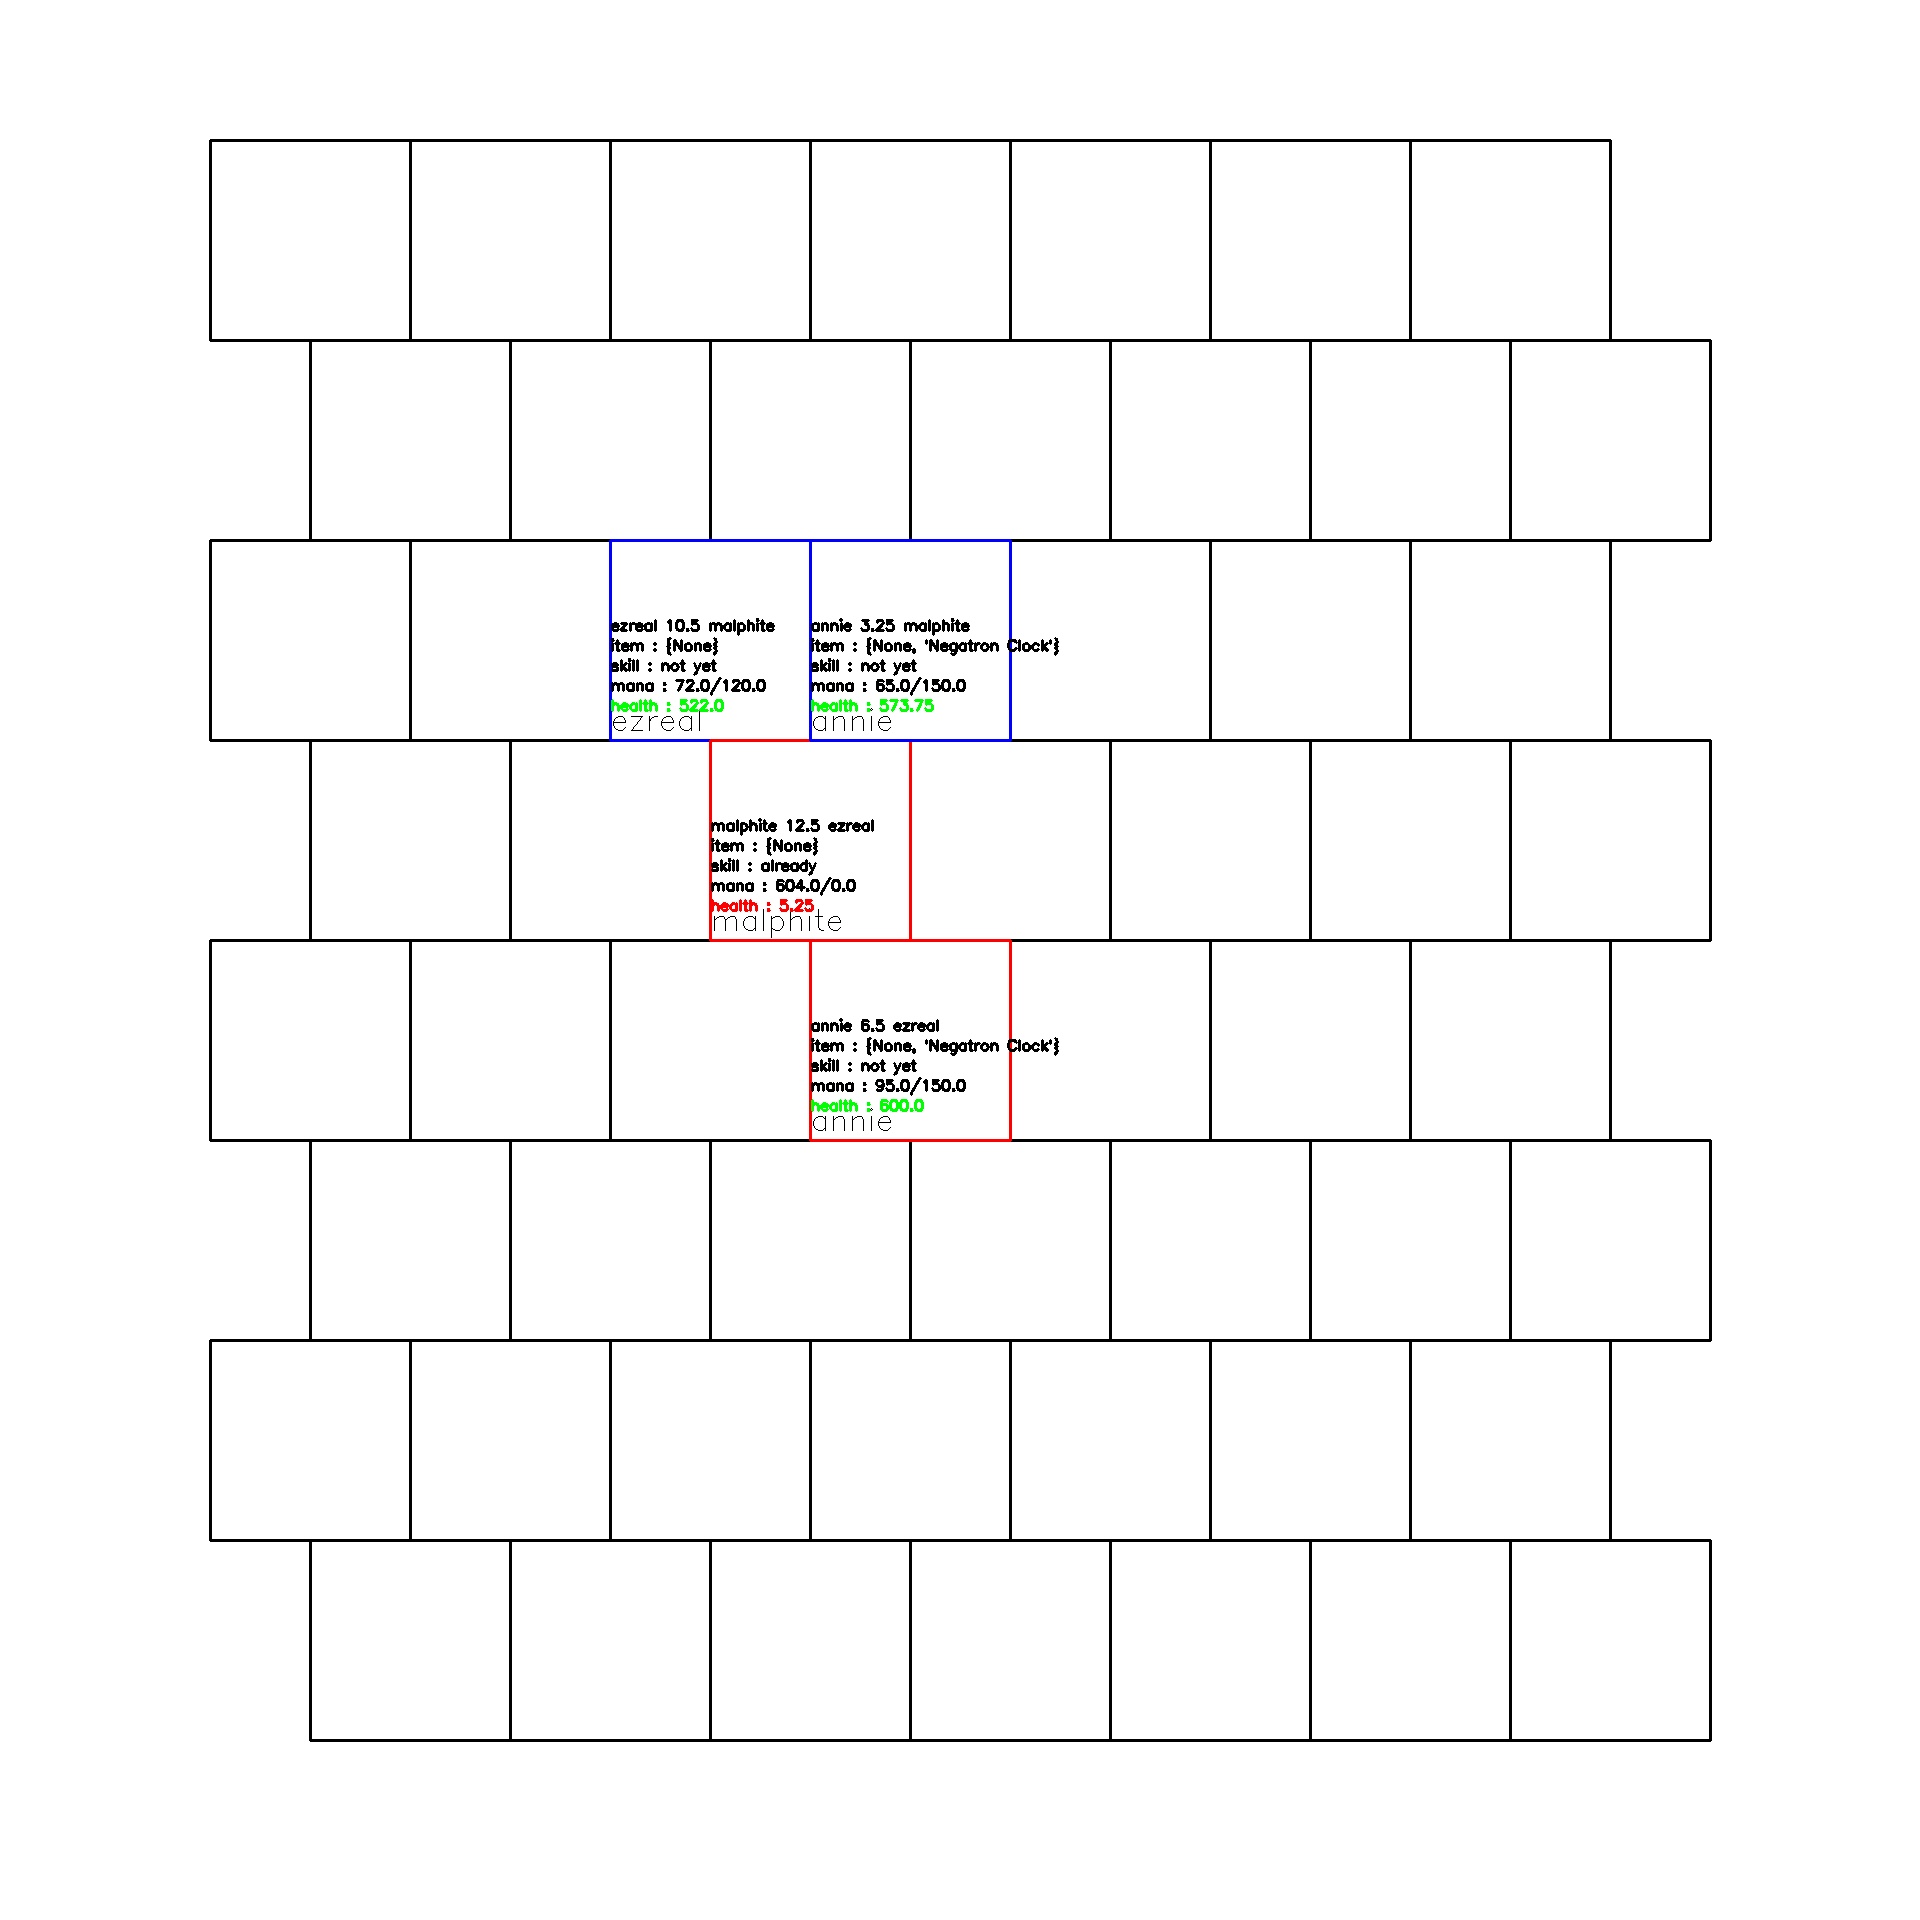 ezreal 10.5 malphite
item : {None}
skill : not yet
mana : 72.0/120.0
health : 522.0
ezreal
annie 3.25 malphite
item : {None, 'Negatron Clock'}
skill : not yet
mana : 65.0/150.0
health : 573.75
annie
malphite 12.5 ezreal
item : {None}
skill : already
mana : 604.0/0.0
health : 5.25
malphite
annie 6.5 ezreal
item : {None, 'Negatron Clock'}
skill : not yet
mana : 95.0/150.0
health : 600.0
annie